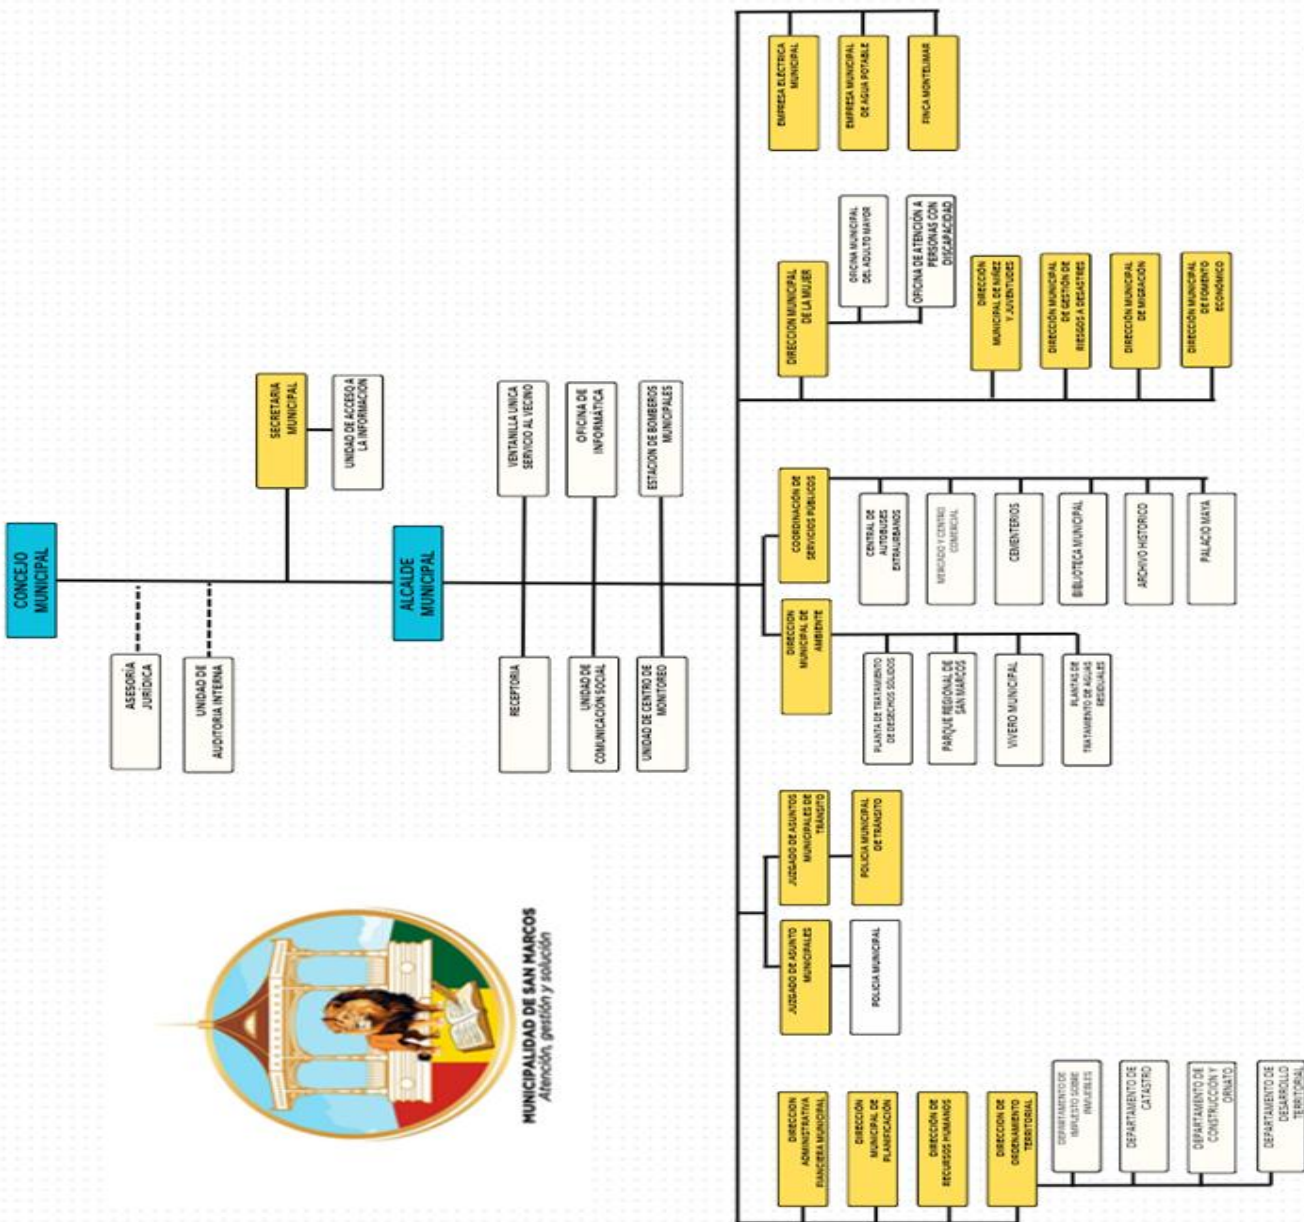 CONCEJO
MUNICIPAL
ASESORÍA
JURÍDICA
UNIDAD DE
AUDITORIA INTERNA
SECRETARIA
MUNICIPAL
UNIDAD DE ACCESO A
LA INFORMACIÓN
ALCALDE
MUNICIPAL
RECEPTORIA
VENTANILLA UNICA
SERVICIO AL VECINO
UNIDAD DE
COMUNICACIÓN SOCIAL
OFICINA DE
INFORMÁTICA
UNIDAD DE CENTRO DE
MONITOREO
ESTACION DE BOMBEROS
MUNICIPALES
MUNICIPALIDAD DE SAN MARCOS
Atención, gestión y solución
DIRECCION
ADMINISTRATIVA
FIANCIERA MUNICIPAL
DIRECCIÓN
MUNICIPAL DE
PLANIFICACIÓN
DIRECCIÓN DE
RECURSOS HUMANOS
DIRECCIÓN DE
ORDENAMIENTO
TERRITORIAL
DEPARTAMENTO DE
IMPUESTO SOBRE
INMUEBLES
DEPARTAMENTO DE
CATASTRO
DEPARTAMENTO DE
CONSTRUCCIÓN Y
ORNATO
DEPARTAMENTO DE
DESARROLLO
TERRITORIAL
JUZGADO DE ASUNTO
MUNICIPALES
POLICIA MUNICIPAL
JUZGADO DE ASUNTOS
MUNICIPALES DE
TRÁNSITO
POLICIA MUNICIPAL
DE TRÁNSITO
DIRECCION
MUNICIPAL DE
AMBIENTE
PLANTA DE TRATAMIENTO
DE DESECHOS SÓLIDOS
PARQUE REGIONAL DE
SAN MARCOS
VIVERO MUNICIPAL
PLANTAS DE
TRATAMIENTO DE AGUAS
RESIDUALES
COORDINACIÓN DE
SERVICIOS PÚBLICOS
CENTRAL DE
AUTOBUSES
EXTRAURBANOS
MERCADO Y CENTRO
COMERCIAL
CEMENTERIOS
BIBLIOTECA MUNICIPAL
ARCHIVO HISTORICO
PALACIO MAYA
DIRECCION MUNICIPAL
DE LA MUJER
OFICINA MUNICIPAL
DEL ADULTO MAYOR
OFICINA DE ATENCIÓN A
PERSONAS CON
DISCAPACIDAD
DIRECCIÓN
MUNICIPAL DE NIÑEZ
Y JUVENTUDES
DIRECCIÓN MUNICIPAL
DE GESTIÓN DE
RIESGOS A DESASTRES
DIRECCIÓN MUNICIPAL
DE MIGRACIÓN
DIRECCIÓN MUNICIPAL
DE FOMENTO
ECONÓMICO
EMPRESA ELÉCTRICA
MUNICIPAL
EMPRESA MUNICIPAL
DE AGUA POTABLE
FINCA MONTELIMAR